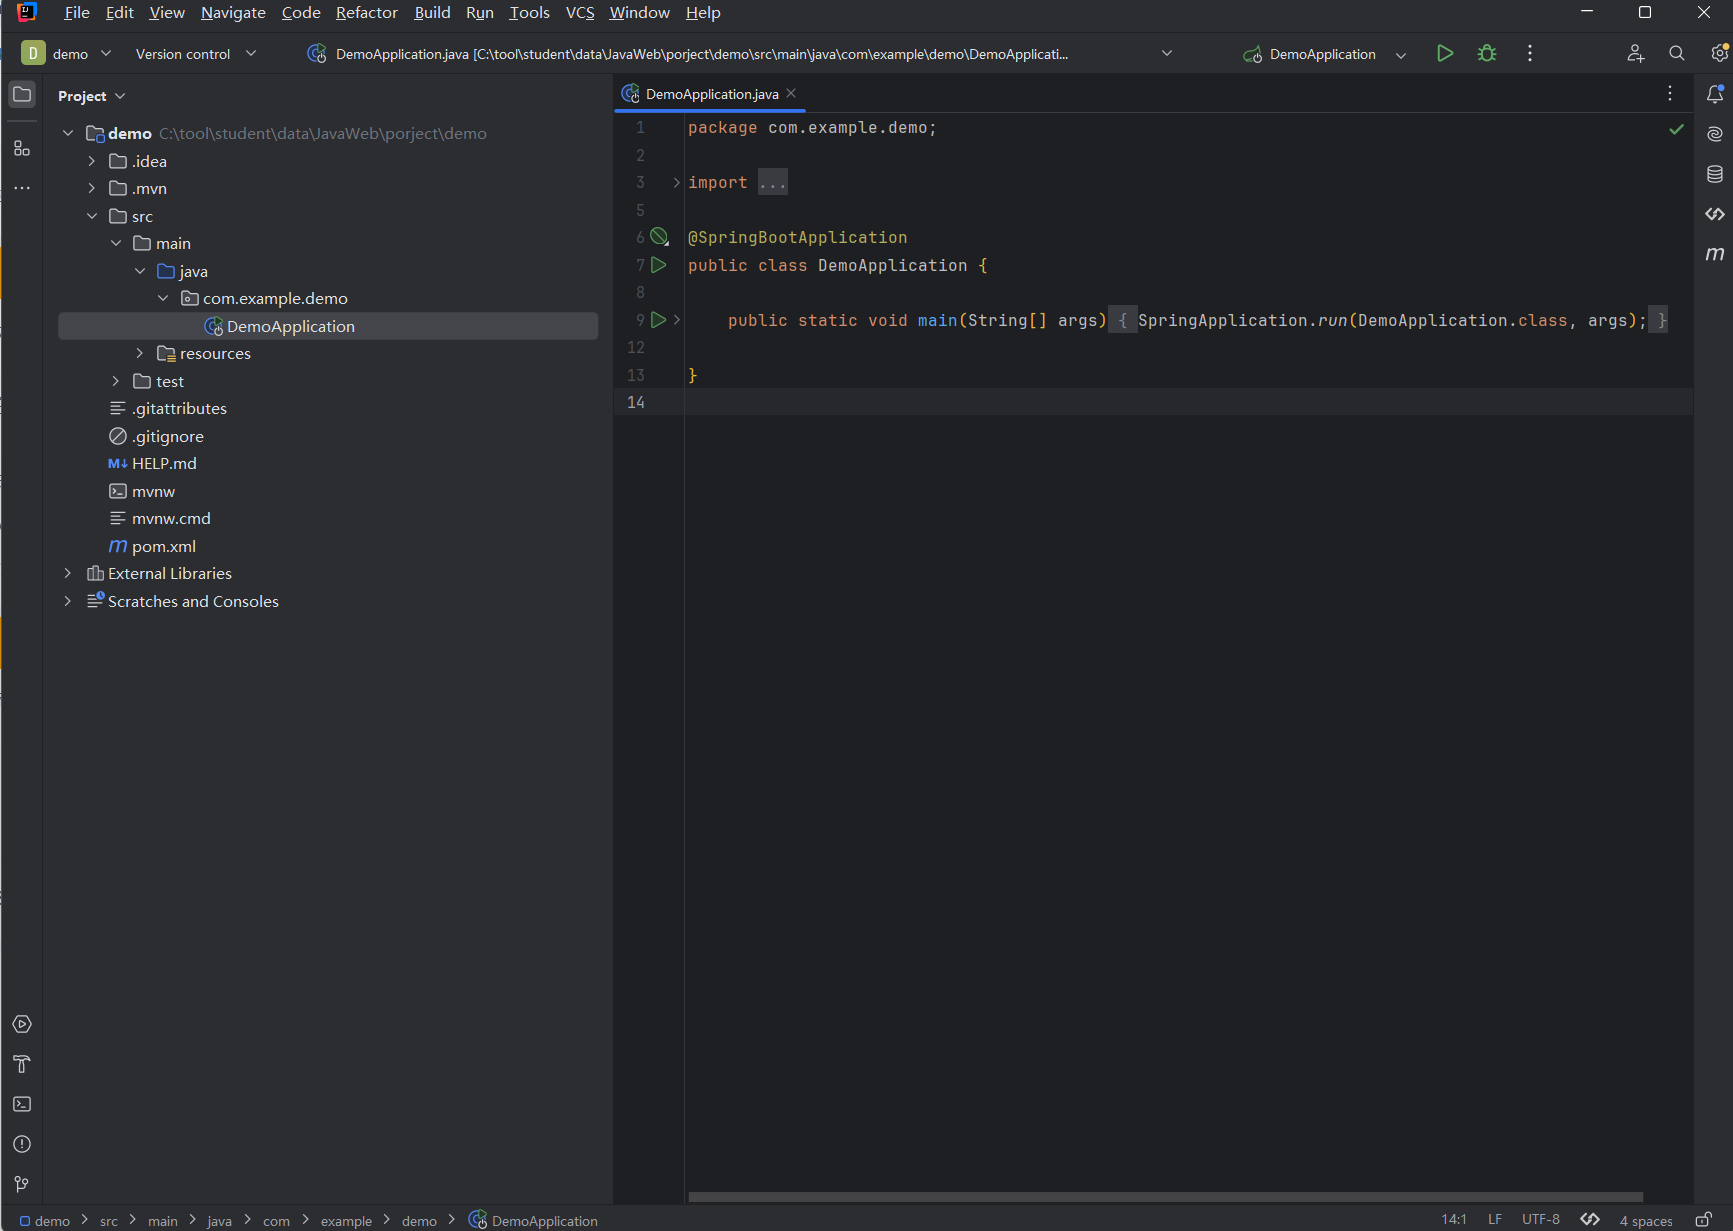 File Edit View Navigate Code Refactor Build Run Tools VCS Window Help
D demo Version control DemoApplication.java [C:\tool\student\data\JavaWeb\porject\demo\src\main\java\com\example\demo\DemoApplicati... DemoApplication
Project
demo C:\tool\student\data\JavaWeb\porject\demo
.idea
.mvn
src
main
java
com.example.demo
DemoApplication
resources
test
.gitattributes
.gitignore
M↓ HELP.md
mvnw
mvnw.cmd
m pom.xml
External Libraries
Scratches and Consoles
DemoApplication.java
1 package com.example.demo;
2
3 import ...
5
6 @SpringBootApplication
7 public class DemoApplication {
8
9 public static void main(String[] args) { SpringApplication.run(DemoApplication.class, args); }
12
13 }
14
m
demo > src > main > java > com > example > demo > DemoApplication
14:1 LF UTF-8 4 spaces